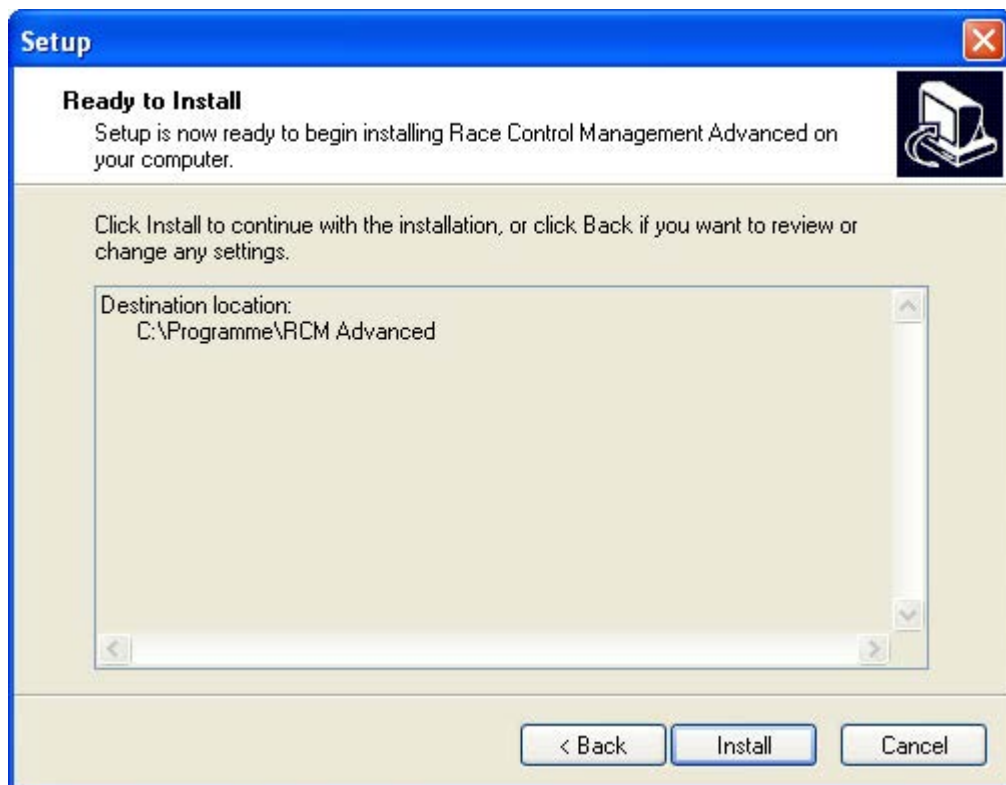 Setup
Ready to Install
Setup is now ready to begin installing Race Control Management Advanced on
your computer.
Click Install to continue with the installation, or click Back if you want to review or
change any settings.
Destination location:
C:\Programme\RCM Advanced
< Back
Install
Cancel